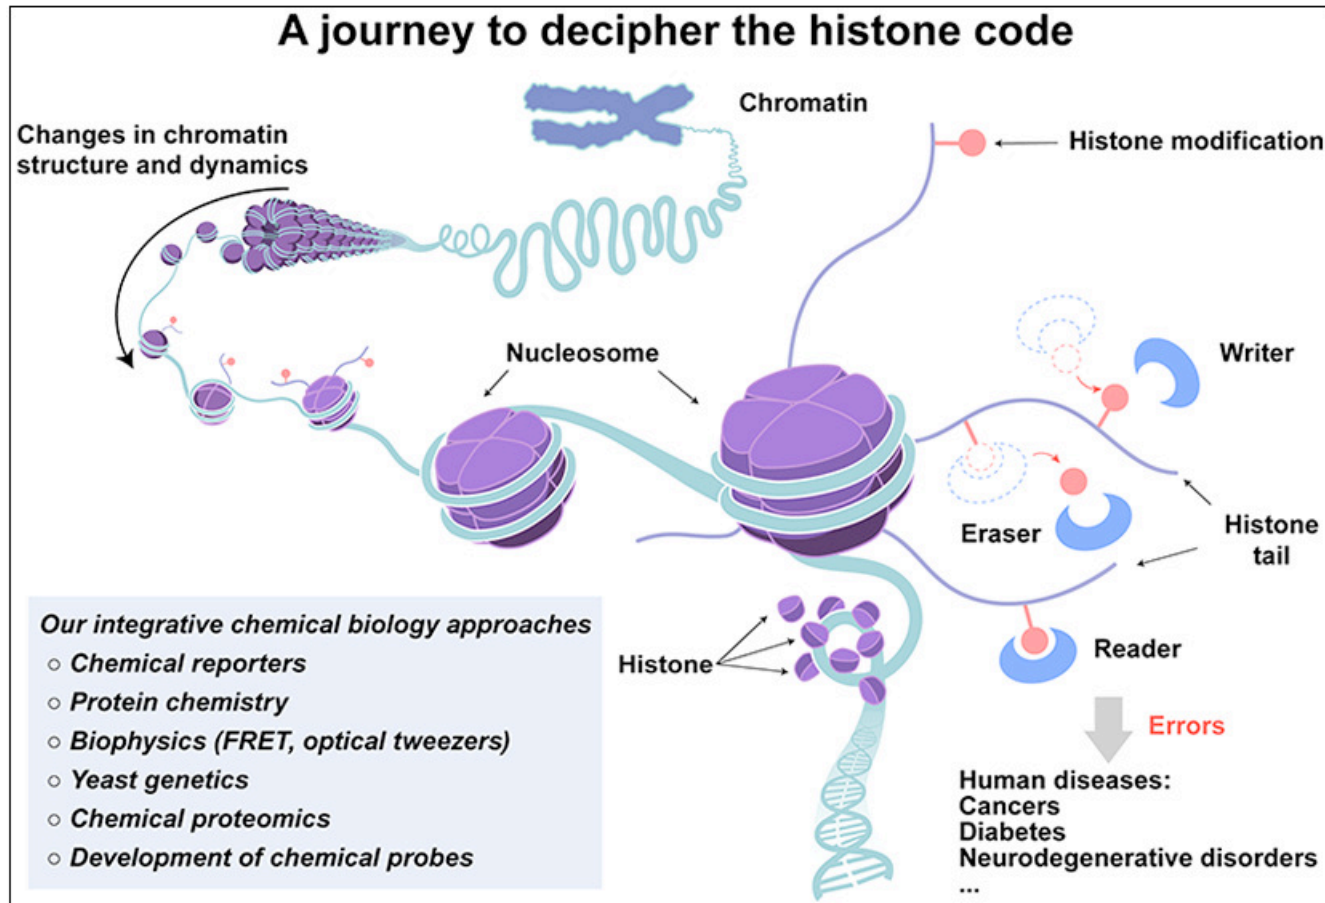 A journey to decipher the histone code
Chromatin
Changes in chromatin
structure and dynamics
Histone modification
Nucleosome
Writer
Eraser
Histone
tail
Reader
Histone
Errors
Human diseases:
Cancers
Diabetes
Neurodegenerative disorders
...
Our integrative chemical biology approaches
○ Chemical reporters
○ Protein chemistry
○ Biophysics (FRET, optical tweezers)
○ Yeast genetics
○ Chemical proteomics
○ Development of chemical probes